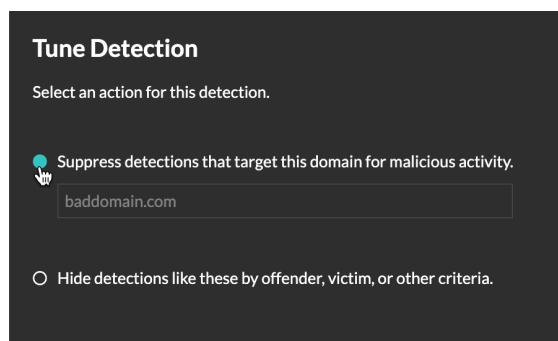 Tune Detection
Select an action for this detection.
Suppress detections that target this domain for malicious activity.
baddomain.com
Hide detections like these by offender, victim, or other criteria.